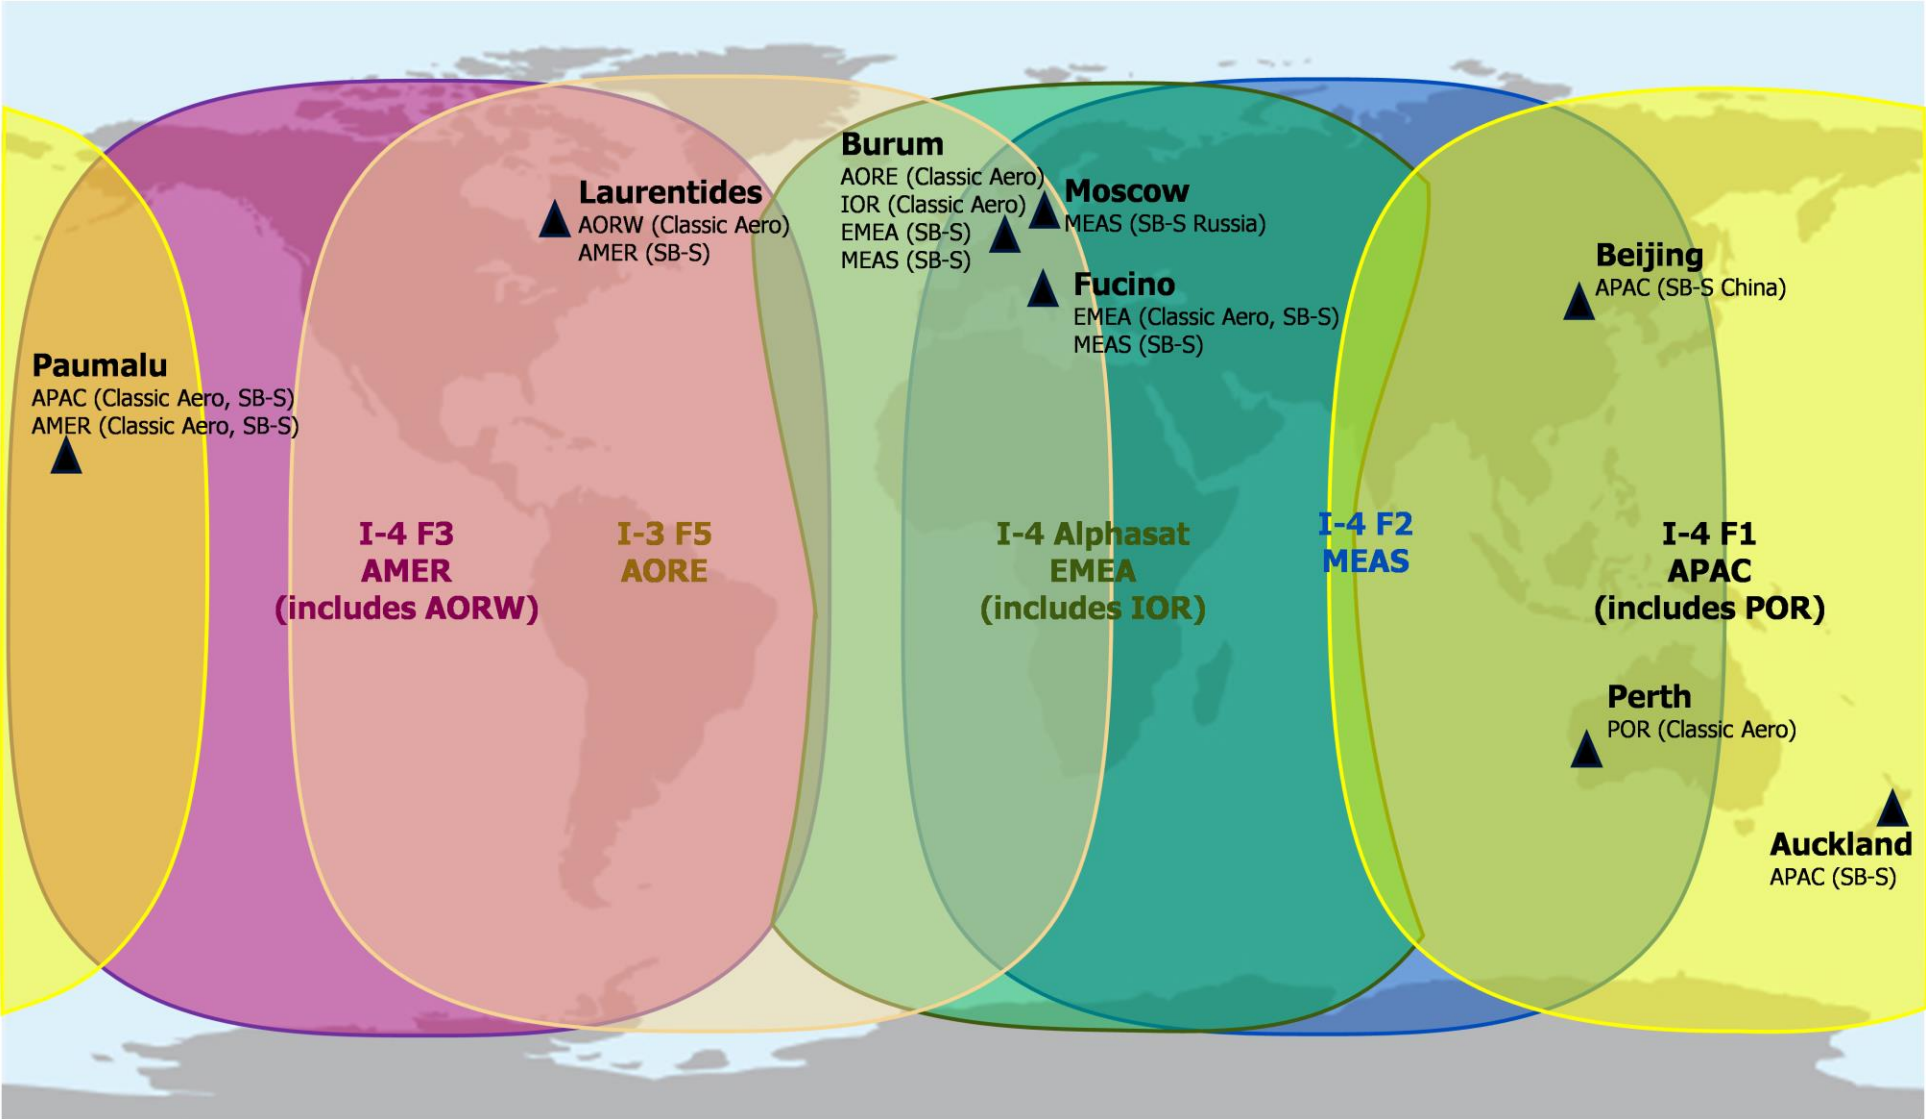 Burum
AORE (Classic Aero)
IOR (Classic Aero)
EMEA (SB-S)
MEAS (SB-S)
Laurentides
AORW (Classic Aero)
AMER (SB-S)
Moscow
MEAS (SB-S Russia)
Beijing
APAC (SB-S China)
Fucino
EMEA (Classic Aero, SB-S)
MEAS (SB-S)
Paumalu
APAC (Classic Aero, SB-S)
AMER (Classic Aero, SB-S)
I-4 F3
AMER
(includes AORW)
I-3 F5
AORE
I-4 Alphasat
EMEA
(includes IOR)
I-4 F2
MEAS
I-4 F1
APAC
(includes POR)
Perth
POR (Classic Aero)
Auckland
APAC (SB-S)